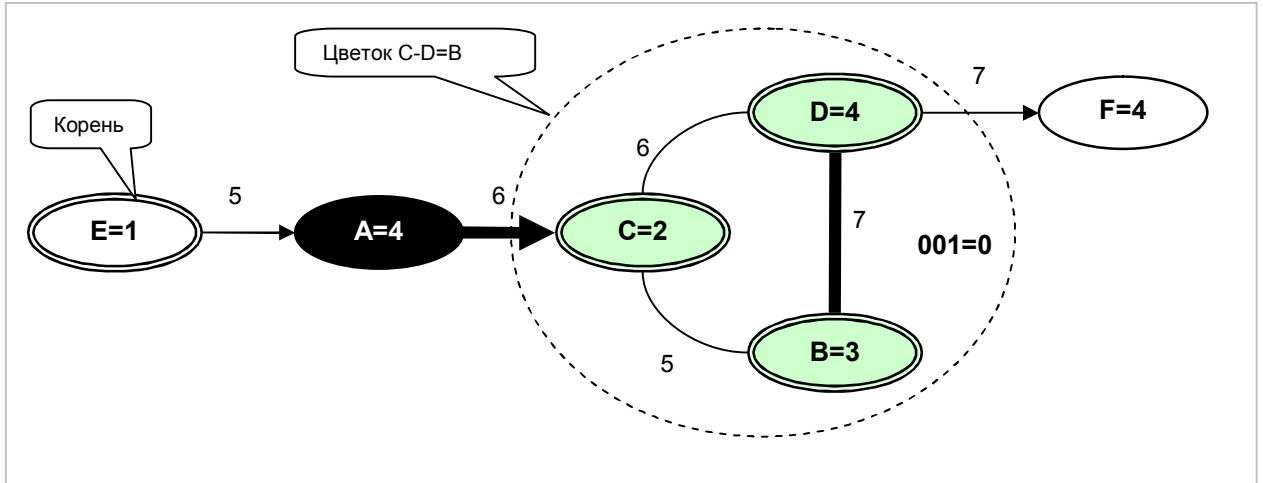 Цветок C-D=B
Корень
7
D=4
F=4
6
5
6
E=1
A=4
C=2
7
001=0
B=3
5